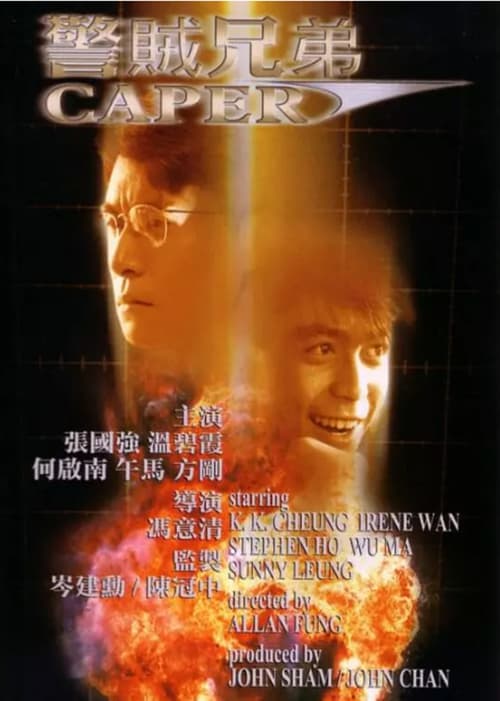 警賊兄弟
CAPER
主演
張國強 溫碧霞
何啟南 午馬 方剛
導演
馮意清
監製
岑建勳 / 陳冠中
starring
K. K. CHEUNG IRENE WAN
STEPHEN HO WU MA
SUNNY LEUNG
directed by
ALLAN FUNG
produced by
JOHN SHAM / JOHN CHAN